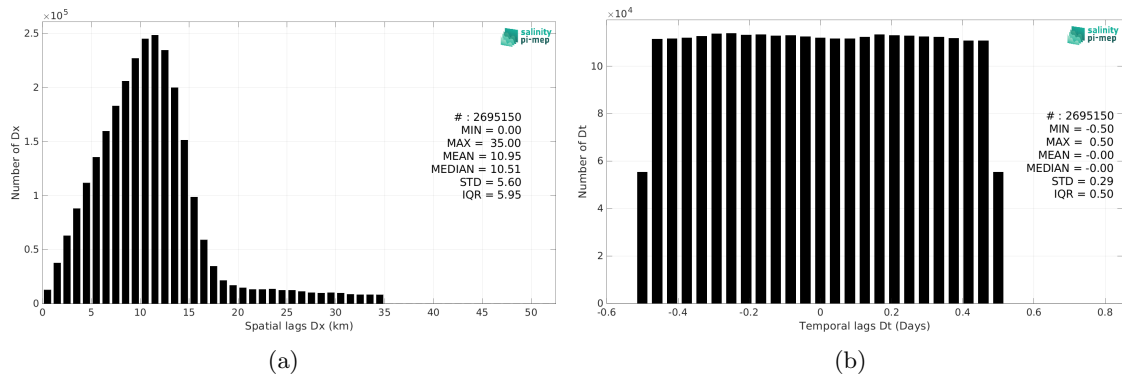 ×10⁵
2.5
2
1.5
1
0.5
0
0 5 10 15 20 25 30 35 40 45 50
Number of Dx
Spatial lags Dx (km)
salinity
pi-mep
# : 2695150
MIN = 0.00
MAX = 35.00
MEAN = 10.95
MEDIAN = 10.51
STD = 5.60
IQR = 5.95
(a)
×10⁴
10
8
6
4
2
0
-0.6 -0.4 -0.2 0 0.2 0.4 0.6 0.8
Number of Dt
Temporal lags Dt (Days)
salinity
pi-mep
# : 2695150
MIN = -0.50
MAX = 0.50
MEAN = -0.00
MEDIAN = -0.00
STD = 0.29
IQR = 0.50
(b)